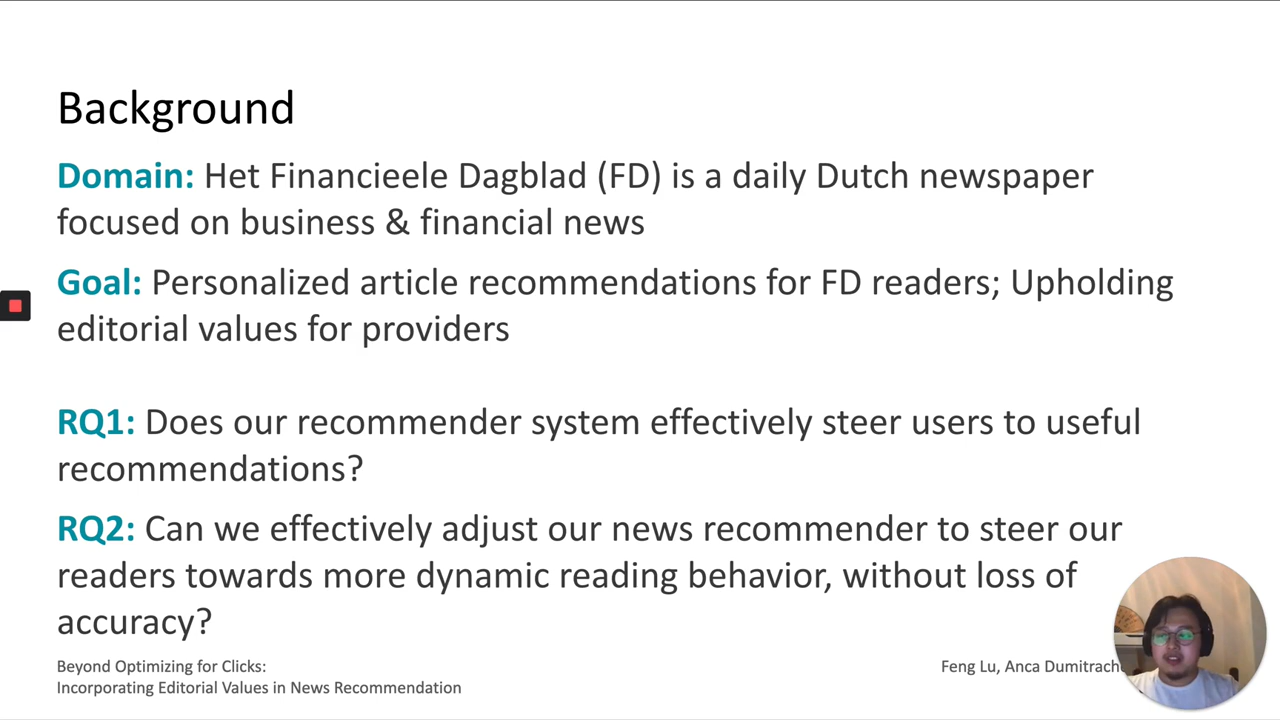 Background
Domain: Het Financieele Dagblad (FD) is a daily Dutch newspaper
focused on business & financial news
Goal: Personalized article recommendations for FD readers; Upholding
editorial values for providers
RQ1: Does our recommender system effectively steer users to useful
recommendations?
RQ2: Can we effectively adjust our news recommender to steer our
readers towards more dynamic reading behavior, without loss of
accuracy?
Beyond Optimizing for Clicks:
Incorporating Editorial Values in News Recommendation
Feng Lu, Anca